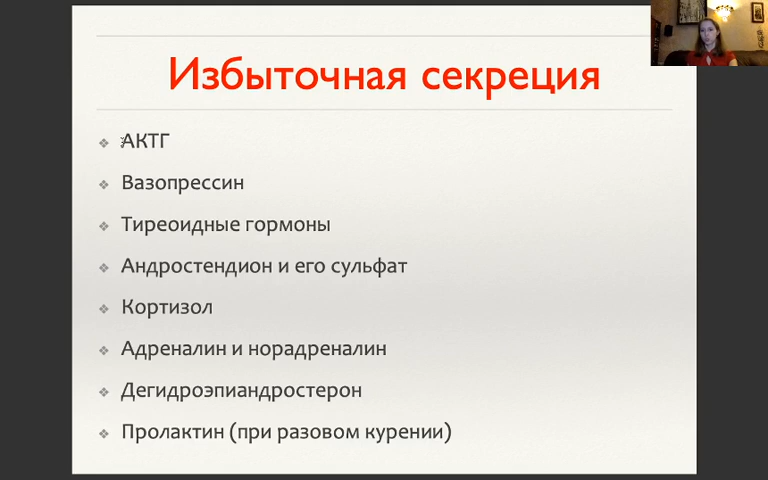 Избыточная секреция
АКТГ
Вазопрессин
Тиреоидные гормоны
Андростендион и его сульфат
Кортизол
Адреналин и норадреналин
Дегидроэпиандростерон
Пролактин (при разовом курении)